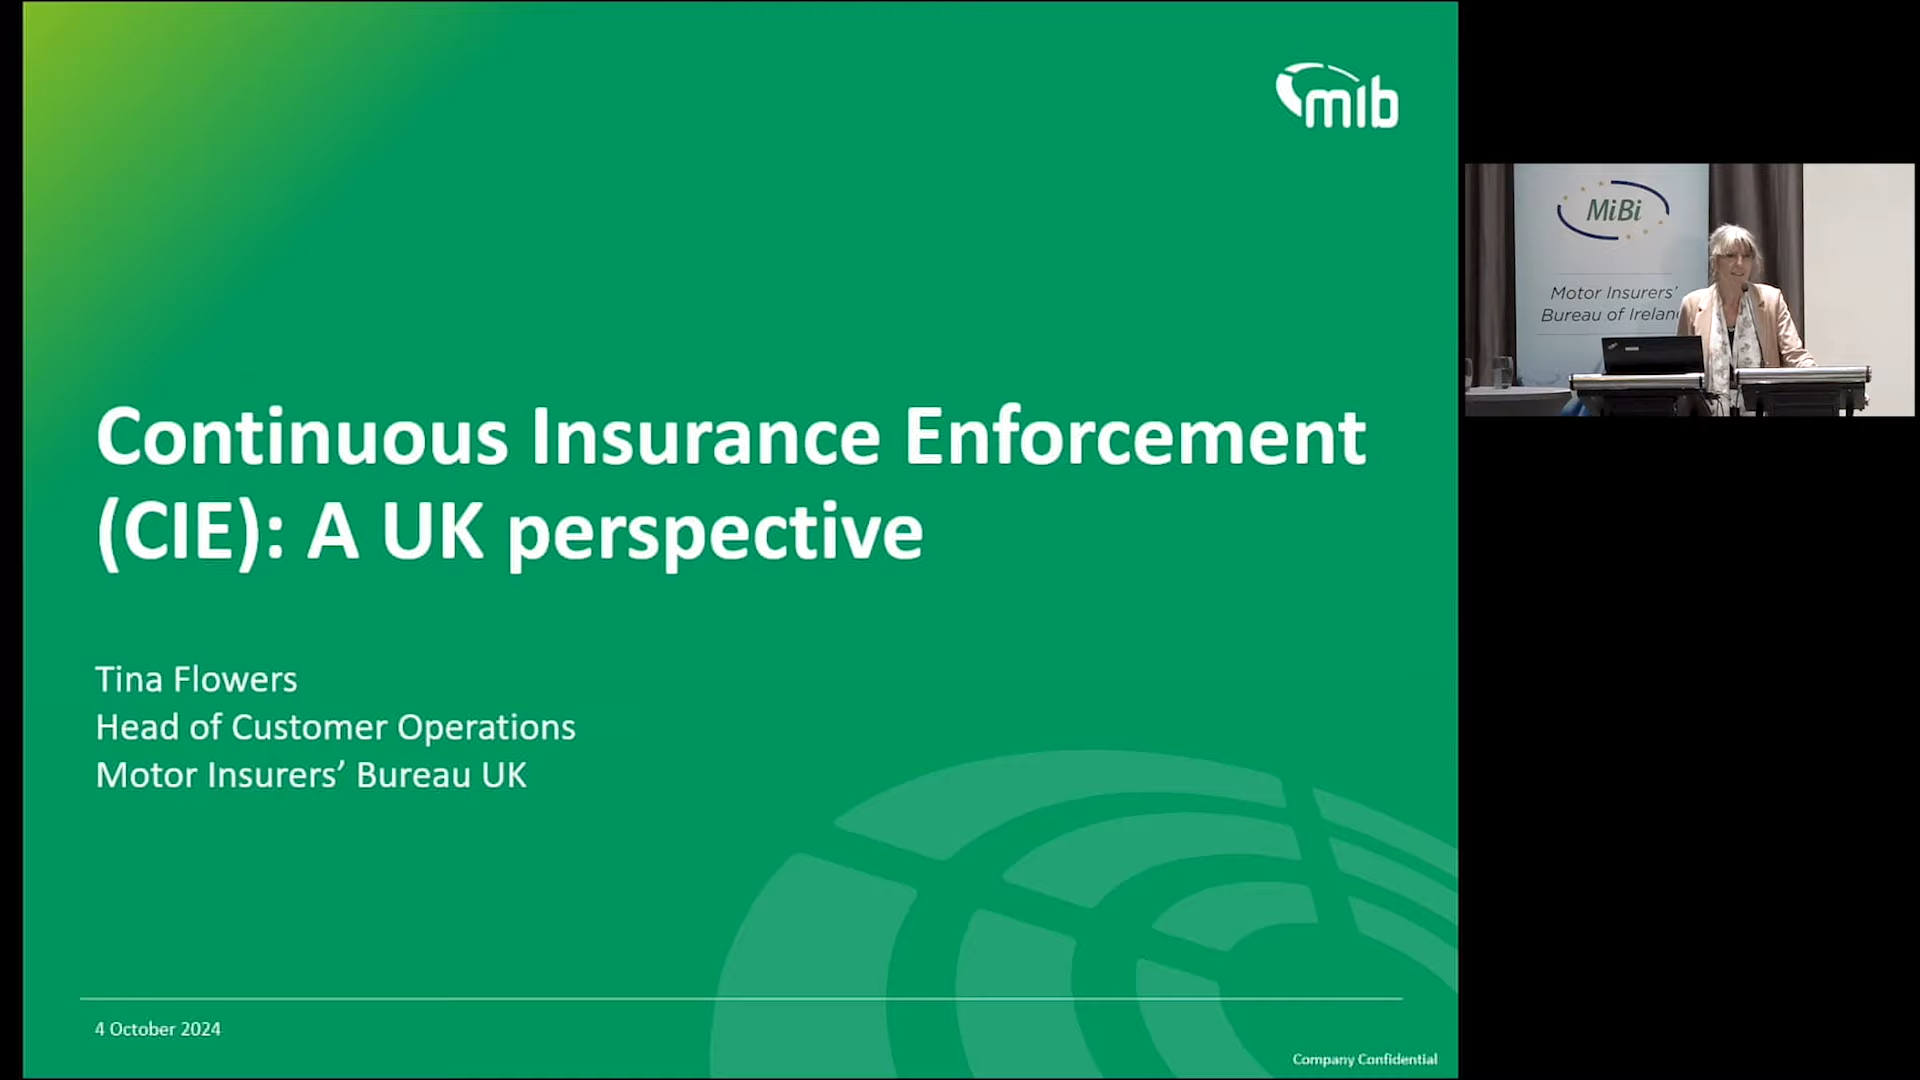 mib
Continuous Insurance Enforcement
(CIE): A UK perspective
Tina Flowers
Head of Customer Operations
Motor Insurers’ Bureau UK
4 October 2024
Company Confidential
MiBi
Motor Insurers’
Bureau of Irelan